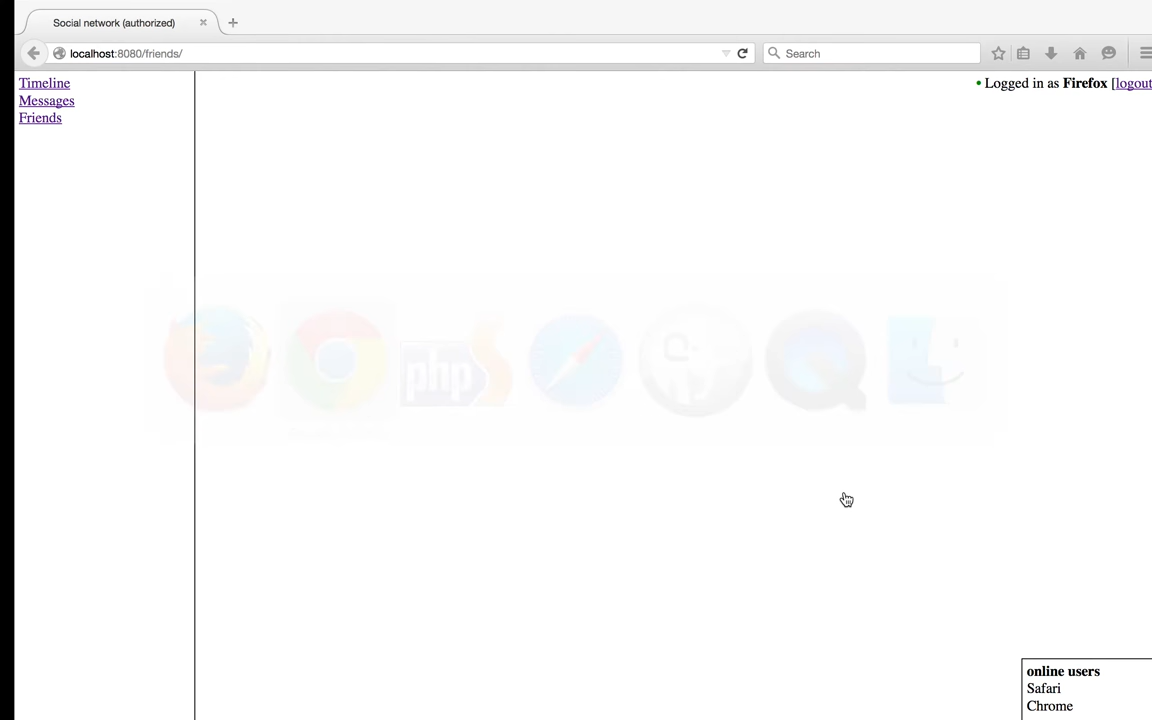 Social network (authorized)
localhost:8080/friends/
Search
Timeline
Messages
Friends
• Logged in as Firefox [logout
php
online users
Safari
Chrome